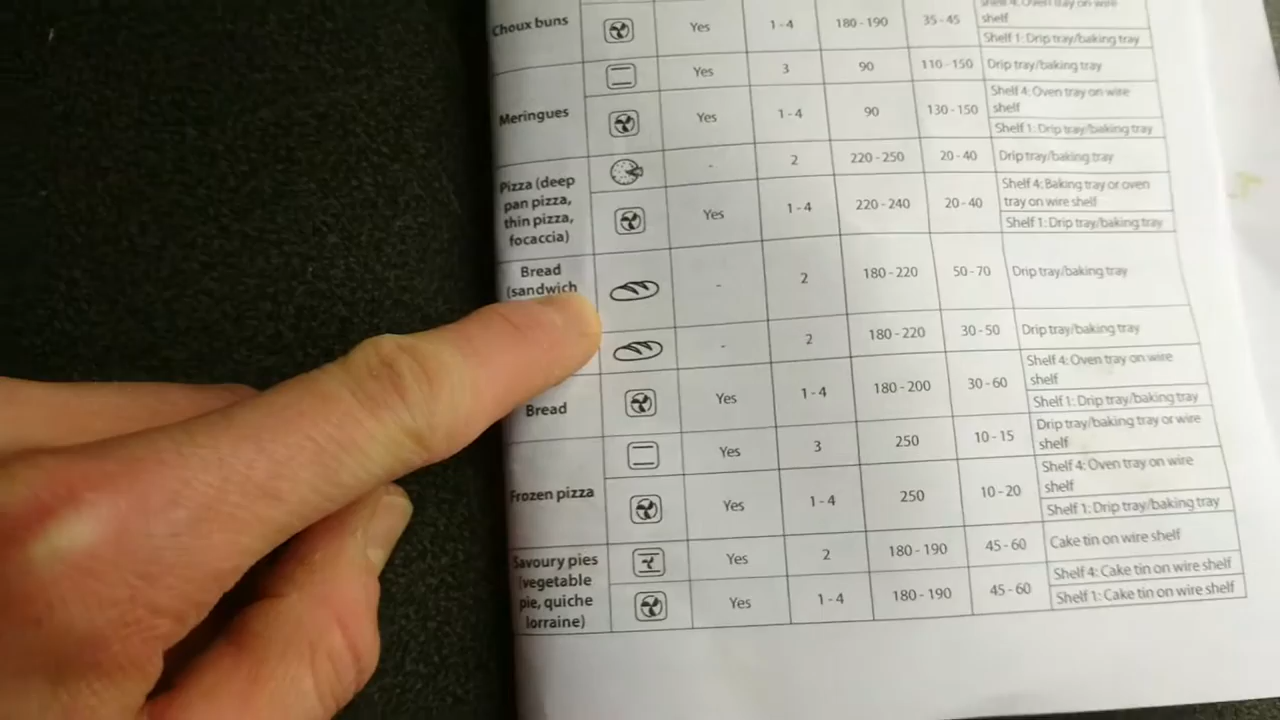 shelf 4: Oven tray on wire
shelf
Choux buns
Yes
1 - 4
180 - 190
35 - 45
Shelf 1: Drip tray/baking tray
Meringues
Yes
3
90
110 - 150
Drip tray/baking tray
Yes
1 - 4
90
130 - 150
Shelf 4: Oven tray on wire
shelf
Shelf 1: Drip tray/baking tray
Pizza (deep
pan pizza,
thin pizza,
focaccia)
-
2
220 - 250
20 - 40
Drip tray/baking tray
Yes
1 - 4
220 - 240
20 - 40
Shelf 4: Baking tray or oven
tray on wire shelf
Shelf 1: Drip tray/baking tray
Bread
(sandwich
-
2
180 - 220
50 - 70
Drip tray/baking tray
-
2
180 - 220
30 - 50
Drip tray/baking tray
Bread
Yes
1 - 4
180 - 200
30 - 60
Shelf 4: Oven tray on wire
shelf
Shelf 1: Drip tray/baking tray
Frozen pizza
Yes
3
250
10 - 15
Drip tray/baking tray or wire
shelf
Yes
1 - 4
250
10 - 20
Shelf 4: Oven tray on wire
shelf
Shelf 1: Drip tray/baking tray
Savoury pies
(vegetable
pie, quiche
lorraine)
Yes
2
180 - 190
45 - 60
Cake tin on wire shelf
Yes
1 - 4
180 - 190
45 - 60
Shelf 4: Cake tin on wire shelf
Shelf 1: Cake tin on wire shelf